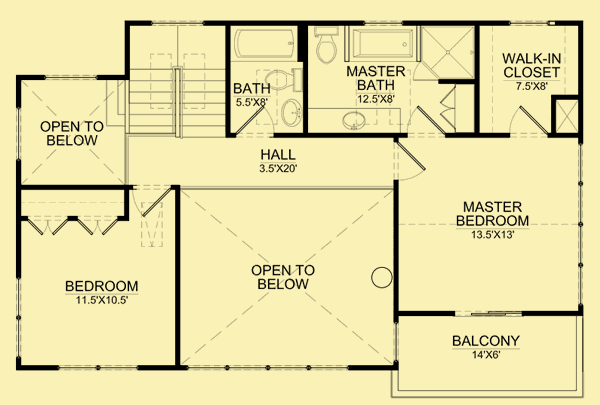 WALK-IN
CLOSET
7.5'X8'
MASTER
BATH
12.5'X8'
BATH
5.5'X8'
OPEN TO
BELOW
HALL
3.5'X20'
MASTER
BEDROOM
13.5'X13'
OPEN TO
BELOW
BEDROOM
11.5'X10.5'
BALCONY
14'X6'